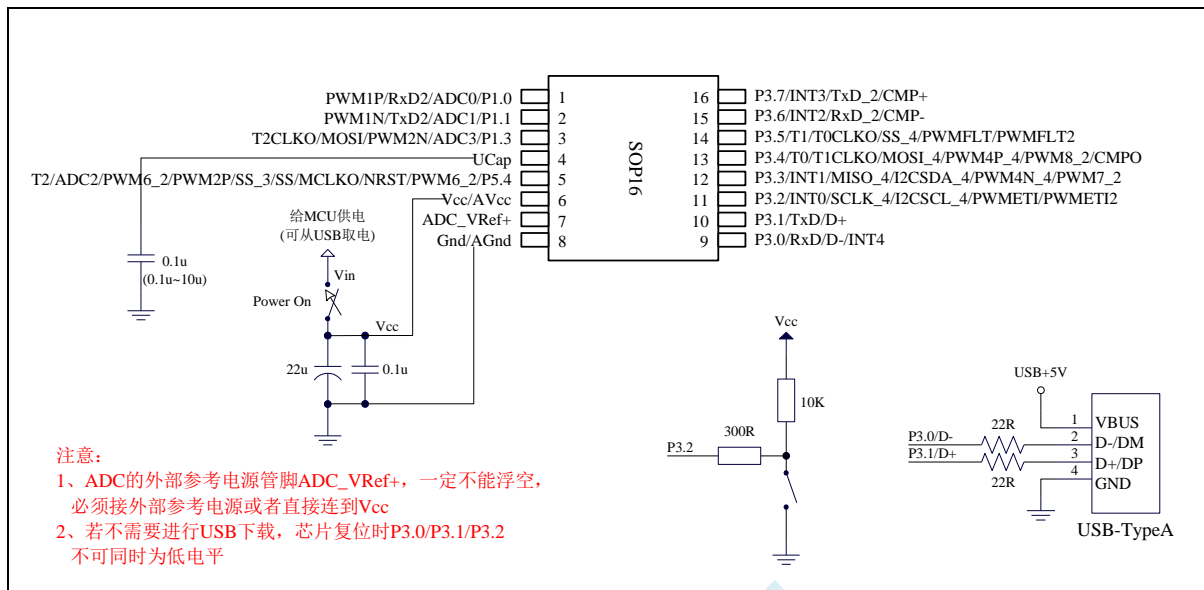 PWM1P/RxD2/ADC0/P1.0
1
16
P3.7/INT3/TxD_2/CMP+
PWM1N/TxD2/ADC1/P1.1
2
15
P3.6/INT2/RxD_2/CMP-
T2CLKO/MOSI/PWM2N/ADC3/P1.3
3
14
P3.5/T1/T0CLKO/SS_4/PWMFLT/PWMFLT2
UCap
4
13
P3.4/T0/T1CLKO/MOSI_4/PWM4P_4/PWM8_2/CMPO
T2/ADC2/PWM6_2/PWM2P/SS_3/SS/MCLKO/NRST/PWM6_2/P5.4
5
12
P3.3/INT1/MISO_4/I2CSDA_4/PWM4N_4/PWM7_2
Vcc/AVcc
6
11
P3.2/INT0/SCLK_4/I2CSCL_4/PWMETI/PWMETI2
ADC_VRef+
7
10
P3.1/TxD/D+
Gnd/AGnd
8
9
P3.0/RxD/D-/INT4
SOP16
给MCU供电
(可从USB取电)
0.1u
(0.1u~10u)
Vin
Power On
Vcc
22u
0.1u
Vcc
10K
300R
P3.2
USB+5V
1
VBUS
22R
P3.0/D-
2
D-/DM
P3.1/D+
3
D+/DP
22R
4
GND
USB-TypeA
注意：
1、ADC的外部参考电源管脚ADC_VRef+，一定不能浮空，
必须接外部参考电源或者直接连到Vcc
2、若不需要进行USB下载，芯片复位时P3.0/P3.1/P3.2
不可同时为低电平